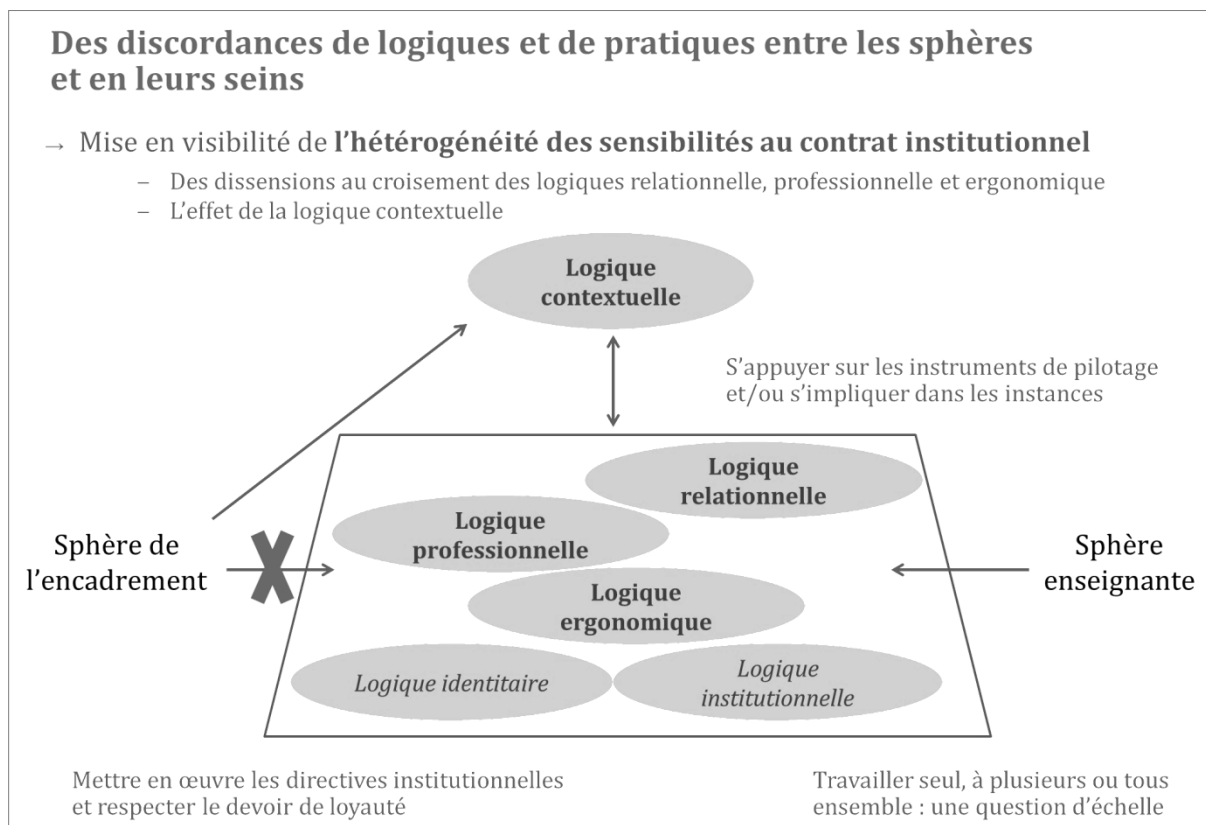 Des discordances de logiques et de pratiques entre les sphères
et en leurs seins
→ Mise en visibilité de l’hétérogénéité des sensibilités au contrat institutionnel
– Des dissensions au croisement des logiques relationnelle, professionnelle et ergonomique
– L’effet de la logique contextuelle
Logique
contextuelle
S’appuyer sur les instruments de pilotage
et/ou s’impliquer dans les instances
Logique
relationnelle
Logique
professionnelle
Sphère de
l’encadrement
Sphère
enseignante
Logique
ergonomique
Logique identitaire
Logique
institutionnelle
Mettre en œuvre les directives institutionnelles
et respecter le devoir de loyauté
Travailler seul, à plusieurs ou tous
ensemble : une question d’échelle